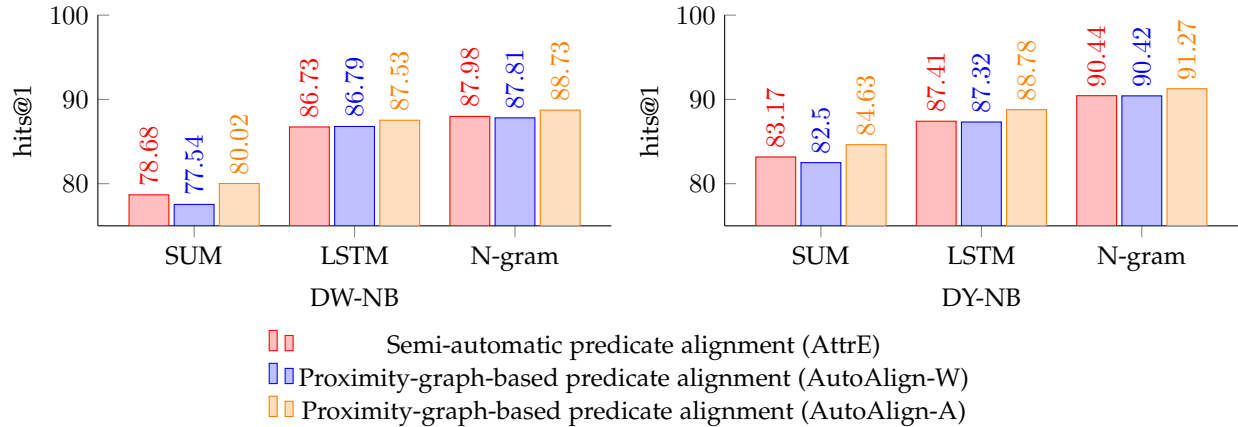 100
90
80
hits@1
78.68
77.54
80.02
86.73
86.79
87.53
87.98
87.81
88.73
SUM
LSTM
N-gram
DW-NB
100
90
80
hits@1
83.17
82.5
84.63
87.41
87.32
88.78
90.44
90.42
91.27
SUM
LSTM
N-gram
DY-NB
Semi-automatic predicate alignment (AttrE)
Proximity-graph-based predicate alignment (AutoAlign-W)
Proximity-graph-based predicate alignment (AutoAlign-A)